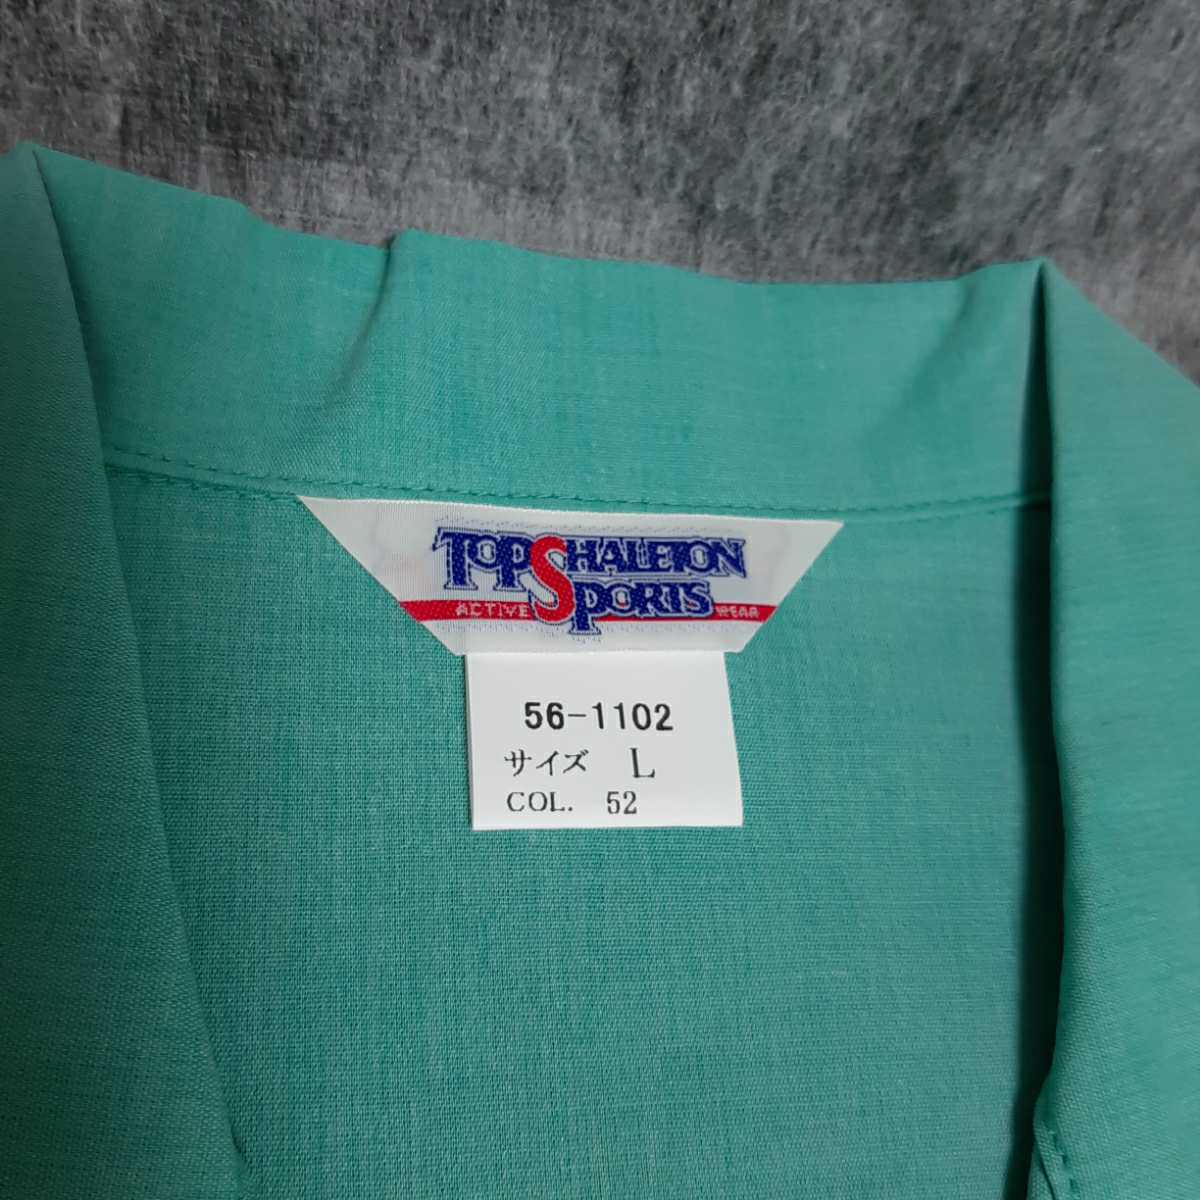 TOPSHALETON
SPORTS
ACTIVE WEAR
56-1102
サイズ L
COL. 52